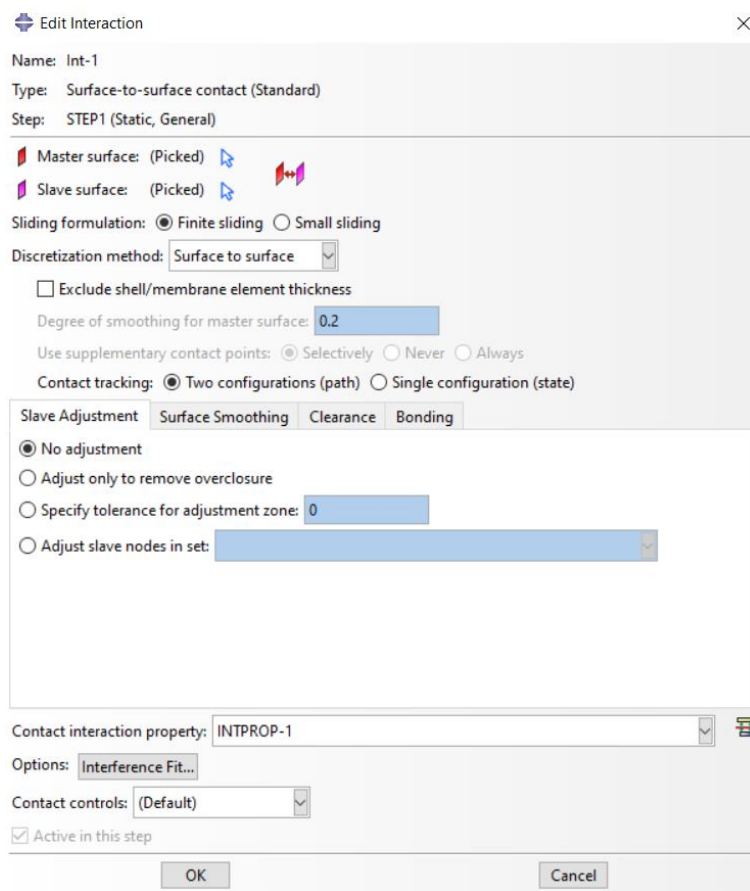 Edit Interaction
Name: Int-1
Type: Surface-to-surface contact (Standard)
Step: STEP1 (Static, General)
Master surface: (Picked)
Slave surface: (Picked)
Sliding formulation: Finite sliding Small sliding
Discretization method: Surface to surface
Exclude shell/membrane element thickness
Degree of smoothing for master surface: 0.2
Use supplementary contact points: Selectively Never Always
Contact tracking: Two configurations (path) Single configuration (state)
Slave Adjustment Surface Smoothing Clearance Bonding
No adjustment
Adjust only to remove overclosure
Specify tolerance for adjustment zone: 0
Adjust slave nodes in set:
Contact interaction property: INTPROP-1
Options: Interference Fit...
Contact controls: (Default)
Active in this step
OK Cancel